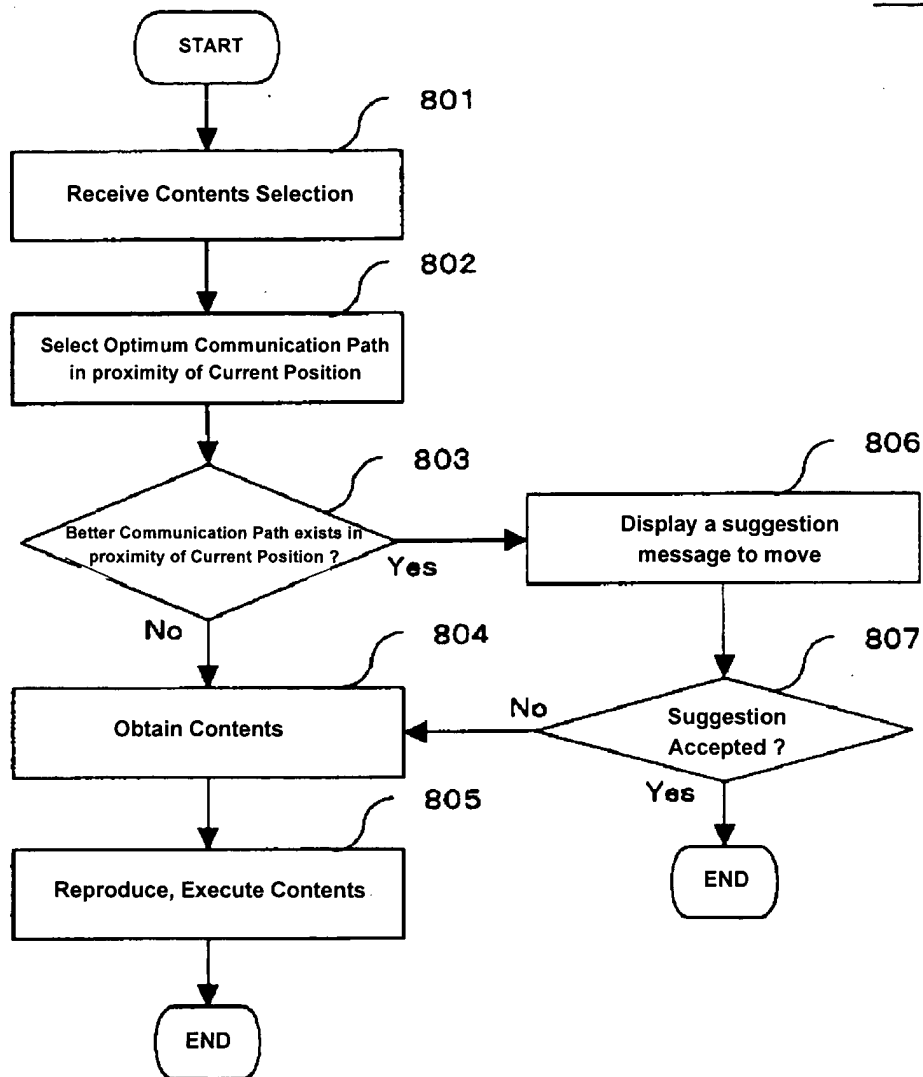 START
801
Receive Contents Selection
802
Select Optimum Communication Path
in proximity of Current Position
803
Better Communication Path exists in
proximity of Current Position ?
Yes
No
806
Display a suggestion
message to move
807
Suggestion
Accepted ?
No
Yes
END
804
Obtain Contents
805
Reproduce, Execute Contents
END